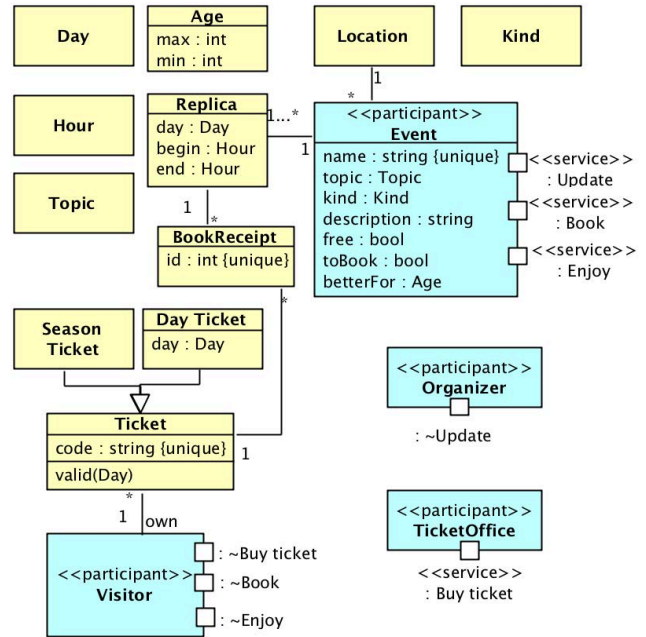 Day
Age
max : int
min : int
Location
Kind
1
*
Hour
Replica
day : Day
begin : Hour
end : Hour
1...*
1
<<participant>>
Event
name : string {unique}
topic : Topic
kind : Kind
description : string
free : bool
toBook : bool
betterFor : Age
<<service>>
: Update
<<service>>
: Book
<<service>>
: Enjoy
Topic
1
*
BookReceipt
id : int {unique}
*
Season
Ticket
Day Ticket
day : Day
<<participant>>
Organizer
: ~Update
Ticket
code : string {unique}
valid(Day)
1
*
1
own
<<participant>>
Visitor
: ~Buy ticket
: ~Book
: ~Enjoy
<<participant>>
TicketOffice
<<service>>
: Buy ticket